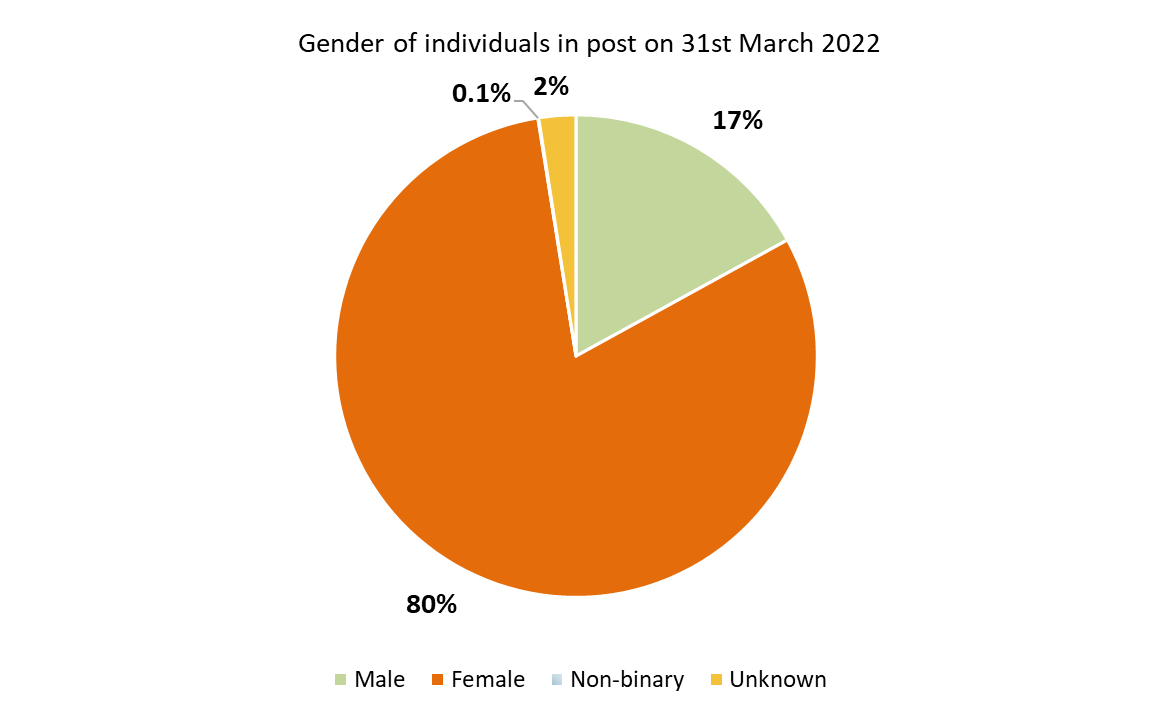 Gender of individuals in post on 31st March 2022
0.1% 2%
17%
80%
Male Female Non-binary Unknown